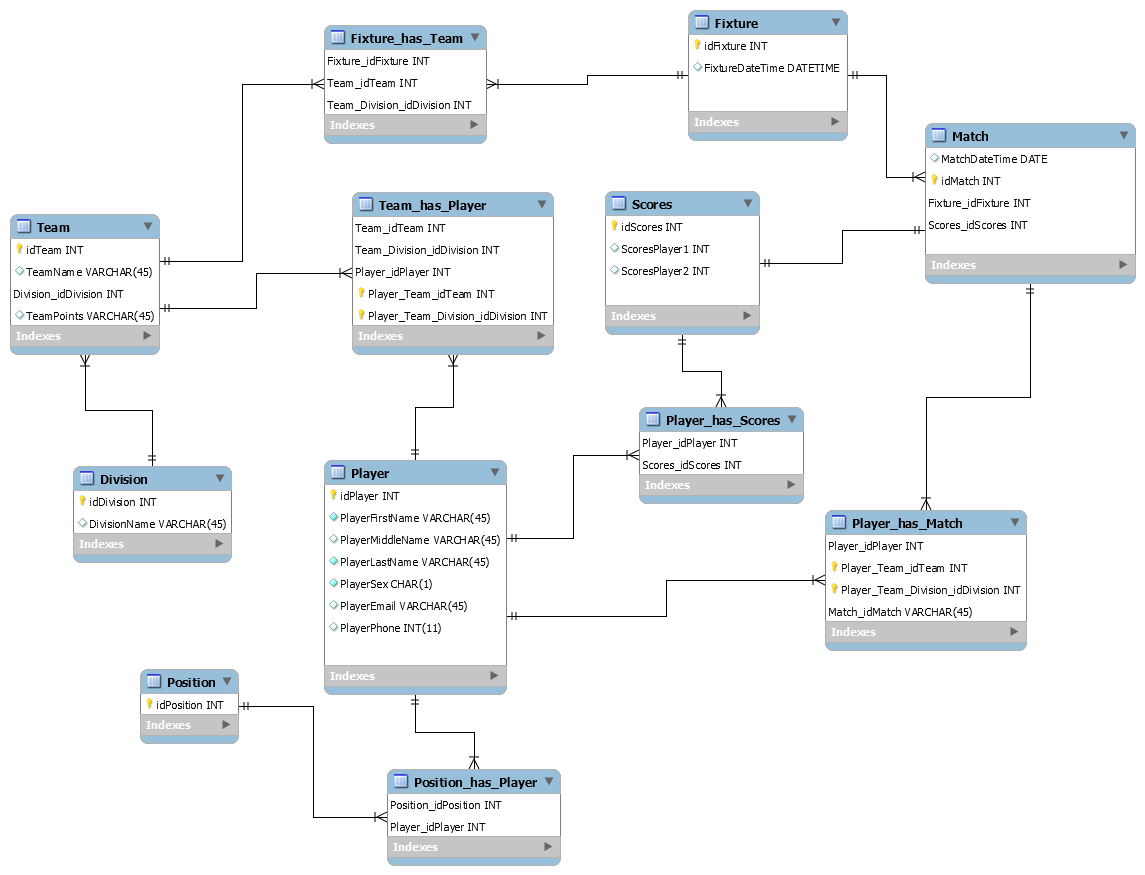 Fixture_has_Team
Fixture_idFixture INT
Team_idTeam INT
Team_Division_idDivision INT
Indexes
Fixture
idFixture INT
FixtureDateTime DATETIME
Indexes
Match
MatchDateTime DATE
idMatch INT
Fixture_idFixture INT
Scores_idScores INT
Indexes
Team
idTeam INT
TeamName VARCHAR(45)
Division_idDivision INT
TeamPoints VARCHAR(45)
Indexes
Team_has_Player
Team_idTeam INT
Team_Division_idDivision INT
Player_idPlayer INT
Player_Team_idTeam INT
Player_Team_Division_idDivision INT
Indexes
Scores
idScores INT
ScoresPlayer1 INT
ScoresPlayer2 INT
Indexes
Player_has_Scores
Player_idPlayer INT
Scores_idScores INT
Indexes
Division
idDivision INT
DivisionName VARCHAR(45)
Indexes
Player
idPlayer INT
PlayerFirstName VARCHAR(45)
PlayerMiddleName VARCHAR(45)
PlayerLastName VARCHAR(45)
PlayerSex CHAR(1)
PlayerEmail VARCHAR(45)
PlayerPhone INT(11)
Indexes
Player_has_Match
Player_idPlayer INT
Player_Team_idTeam INT
Player_Team_Division_idDivision INT
Match_idMatch VARCHAR(45)
Indexes
Position
idPosition INT
Indexes
Position_has_Player
Position_idPosition INT
Player_idPlayer INT
Indexes